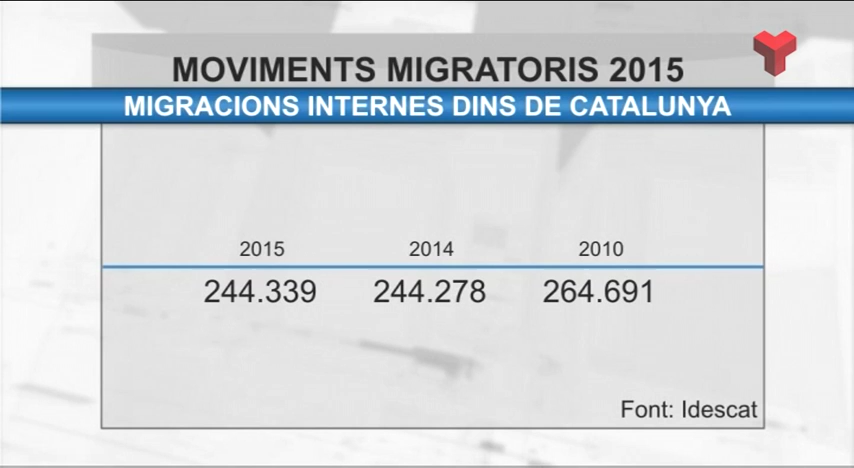 MOVIMENTS MIGRATORIS 2015
MIGRACIONS INTERNES DINS DE CATALUNYA
2015 2014 2010
244.339 244.278 264.691
Font: Idescat